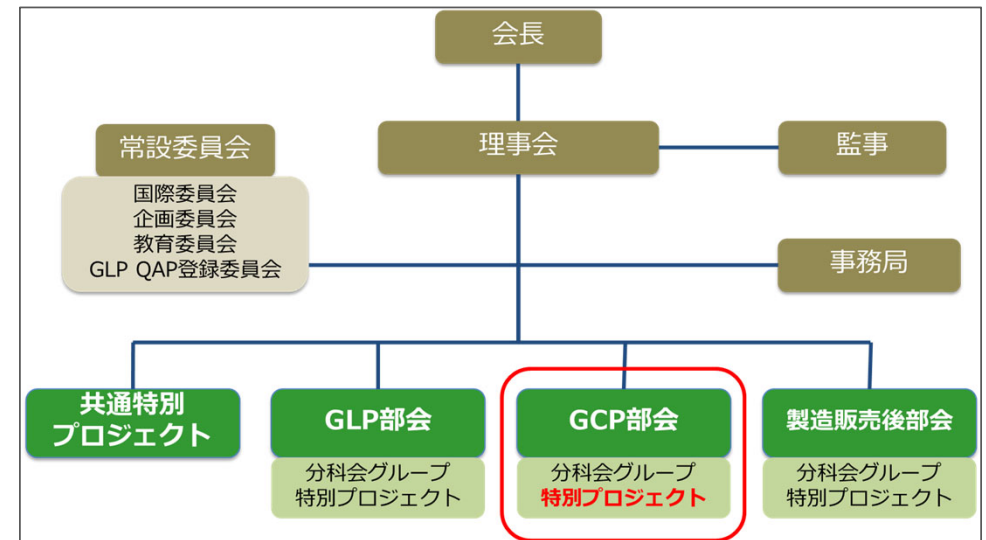 会長
理事会
監事
常設委員会
国際委員会
企画委員会
教育委員会
GLP QAP登録委員会
事務局
共通特別
プロジェクト
GLP部会
分科会グループ
特別プロジェクト
GCP部会
分科会グループ
特別プロジェクト
製造販売後部会
分科会グループ
特別プロジェクト